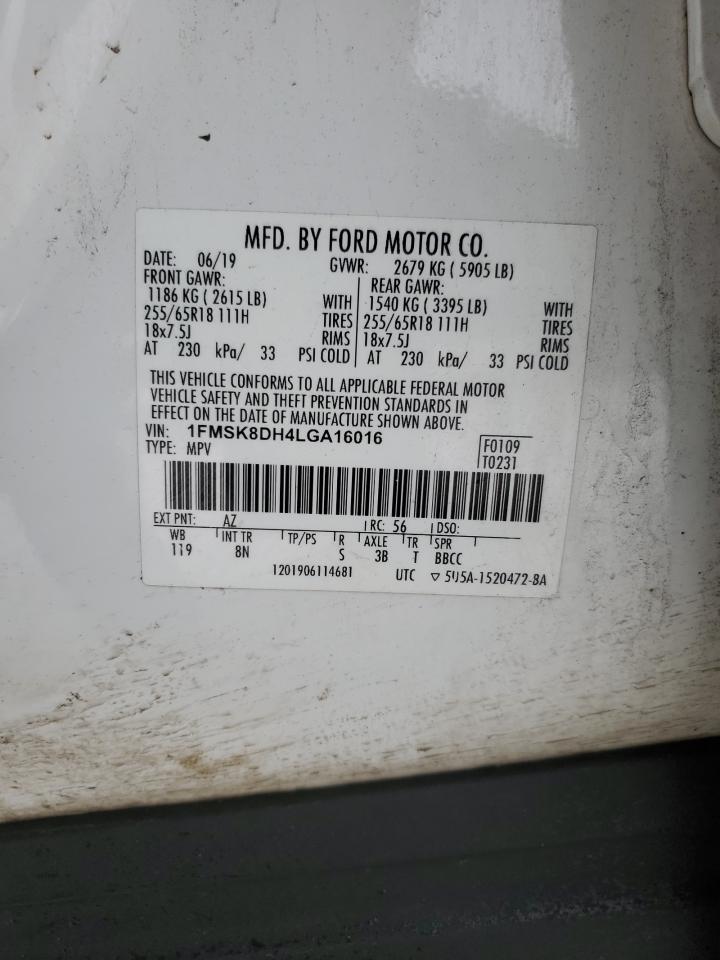 MFD. BY FORD MOTOR CO.
DATE: 06/19 GVWR: 2679 KG ( 5905 LB)
FRONT GAWR: REAR GAWR:
1186 KG ( 2615 LB) WITH 1540 KG ( 3395 LB) WITH
255/65R18 111H TIRES 255/65R18 111H TIRES
18x7.5J RIMS 18x7.5J RIMS
AT 230 kPa/ 33 PSI COLD AT 230 kPa/ 33 PSI COLD
THIS VEHICLE CONFORMS TO ALL APPLICABLE FEDERAL MOTOR
VEHICLE SAFETY AND THEFT PREVENTION STANDARDS IN
EFFECT ON THE DATE OF MANUFACTURE SHOWN ABOVE.
VIN: 1FMSK8DH4LGA16016
TYPE: MPV F0109
T0231
EXT PNT: AZ RC: 56 DSO:
WB INT TR TP/PS R AXLE TR SPR
119 8N S 3B T BBCC
1201906114681 UTC ▽ 5U5A-1520472-BA